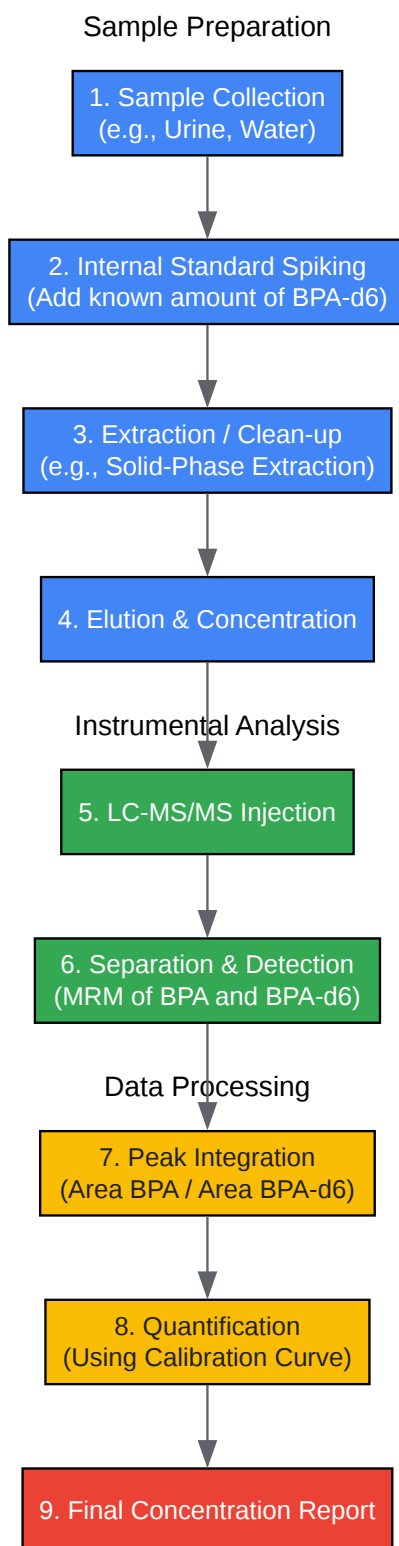 Sample Preparation
1. Sample Collection
(e.g., Urine, Water)
2. Internal Standard Spiking
(Add known amount of BPA-d6)
3. Extraction / Clean-up
(e.g., Solid-Phase Extraction)
4. Elution & Concentration
Instrumental Analysis
5. LC-MS/MS Injection
6. Separation & Detection
(MRM of BPA and BPA-d6)
Data Processing
7. Peak Integration
(Area BPA / Area BPA-d6)
8. Quantification
(Using Calibration Curve)
9. Final Concentration Report